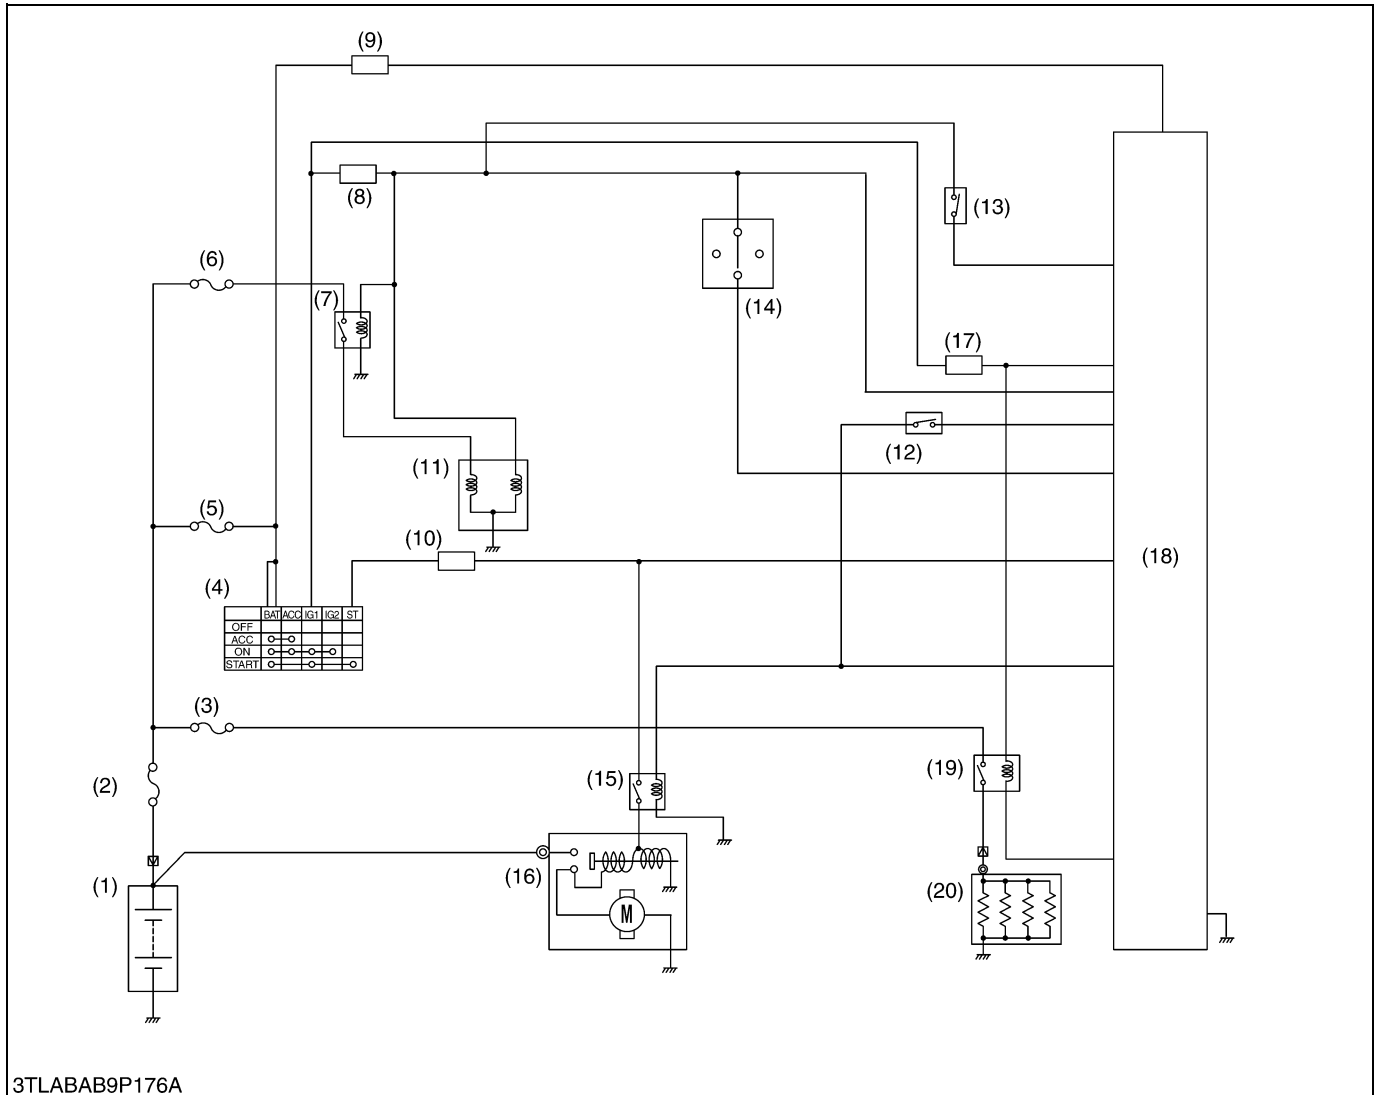 (9)
(8)
(13)
(6)
(7)
(14)
(17)
(12)
(11)
(5)
(10)
(18)
(4)
BAT ACC IG1 IG2 ST
OFF
ACC
ON
START
(3)
(2)
(15)
(19)
(1)
(16)
M
(20)
3TLABAB9P176A